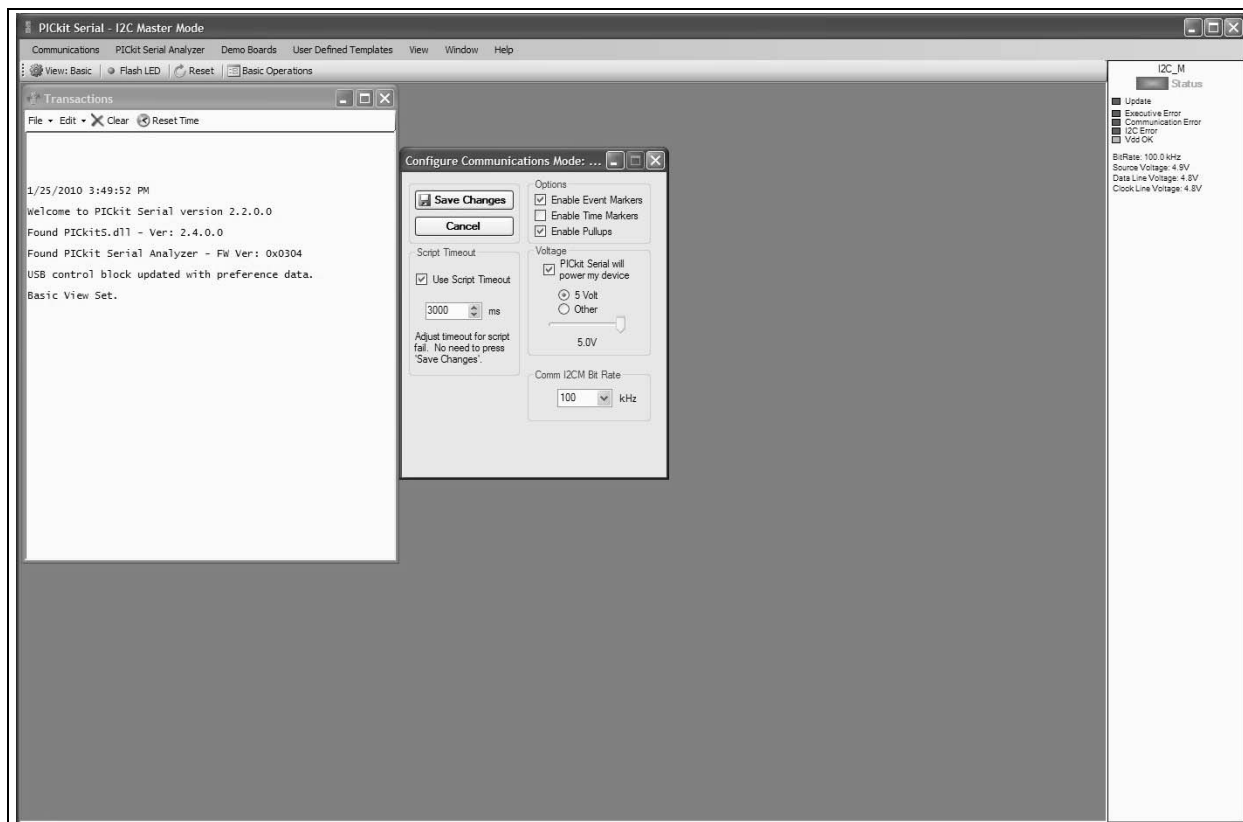 PICkit Serial - I2C Master Mode
Communications PICkit Serial Analyzer Demo Boards User Defined Templates View Window Help
View: Basic Flash LED Reset Basic Operations
Transactions
File Edit Clear Reset Time
1/25/2010 3:49:52 PM
Welcome to PICkit Serial version 2.2.0.0
Found PICkitS.dll - Ver: 2.4.0.0
Found PICkit Serial Analyzer - FW Ver: 0x0304
USB control block updated with preference data.
Basic View Set.
Configure Communications Mode: ...
Save Changes
Cancel
Script Timeout
Use Script Timeout
3000 ms
Adjust timeout for script
fail. No need to press
'Save Changes'.
Options
Enable Event Markers
Enable Time Markers
Enable Pullups
Voltage
PICkit Serial will
power my device
5 Volt
Other
5.0V
Comm I2CM Bit Rate
100 kHz
I2C_M
Status
Update
Executive Error
Communication Error
I2C Error
Vdd OK
BitRate: 100.0 kHz
Source Voltage: 4.9V
Data Line Voltage: 4.8V
Clock Line Voltage: 4.8V